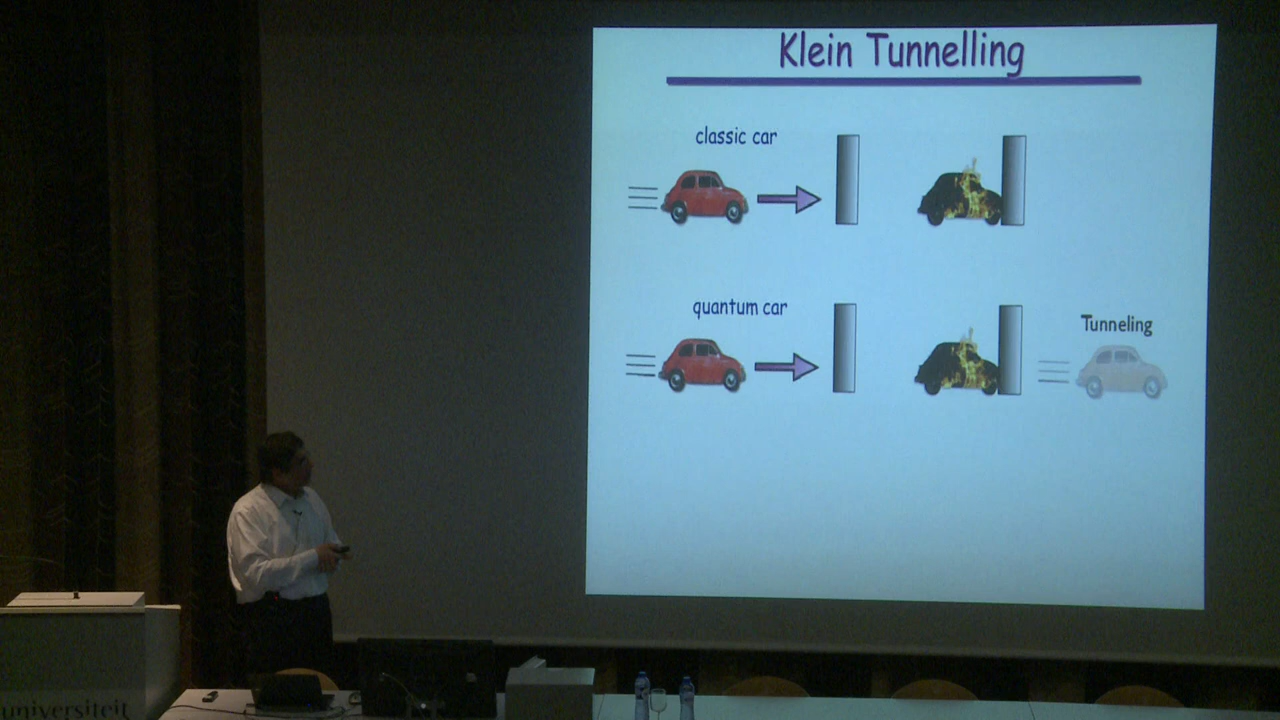 Klein Tunnelling
classic car
quantum car
Tunneling
universiteit